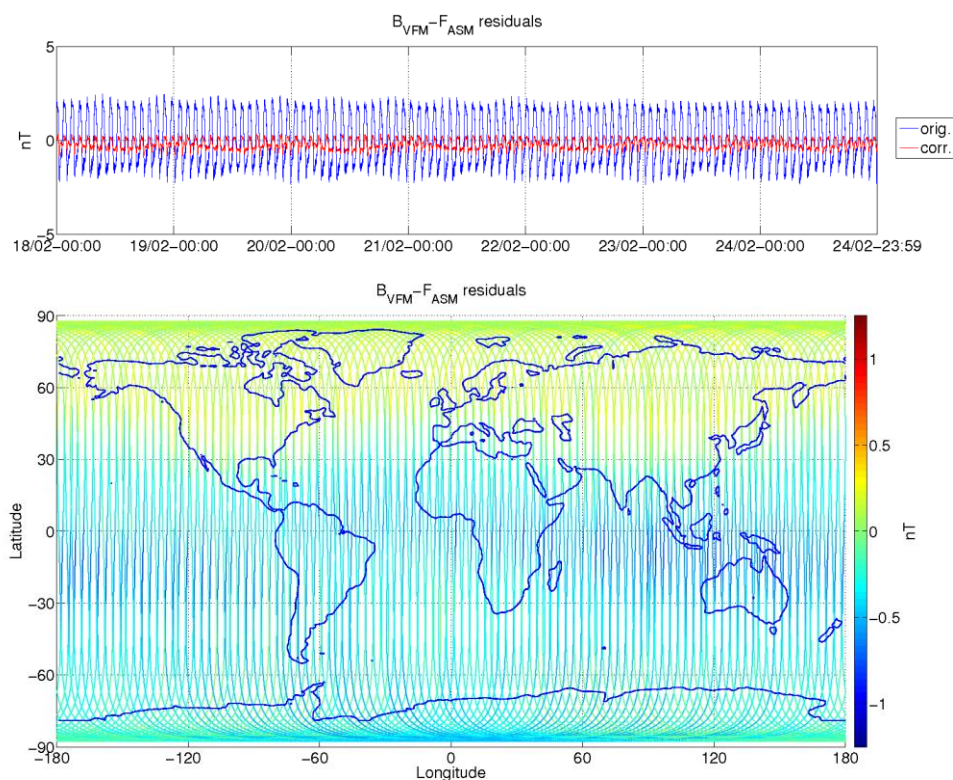 B_VFM−F_ASM residuals
5
0
−5
nT
18/02−00:00 19/02−00:00 20/02−00:00 21/02−00:00 22/02−00:00 23/02−00:00 24/02−00:00 24/02−23:59
orig.
corr.
B_VFM−F_ASM residuals
90
60
30
0
−30
−60
−90
Latitude
−180 −120 −60 0 60 120 180
Longitude
1
0.5
0
−0.5
−1
nT